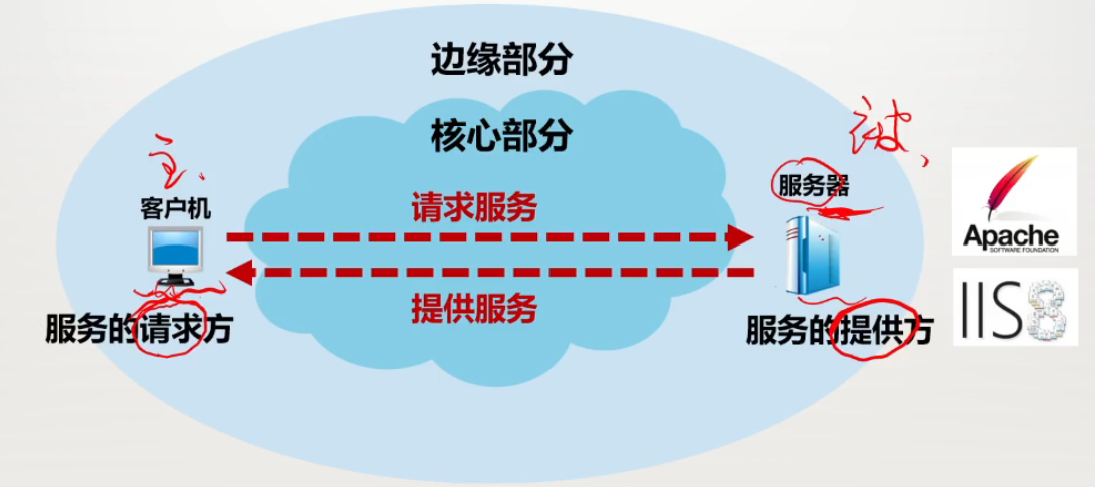 边缘部分
核心部分
被、
主、
服务器
客户机
请求服务
Apache
SOFTWARE FOUNDATION
提供服务
IIS8
服务的请求方
服务的提供方